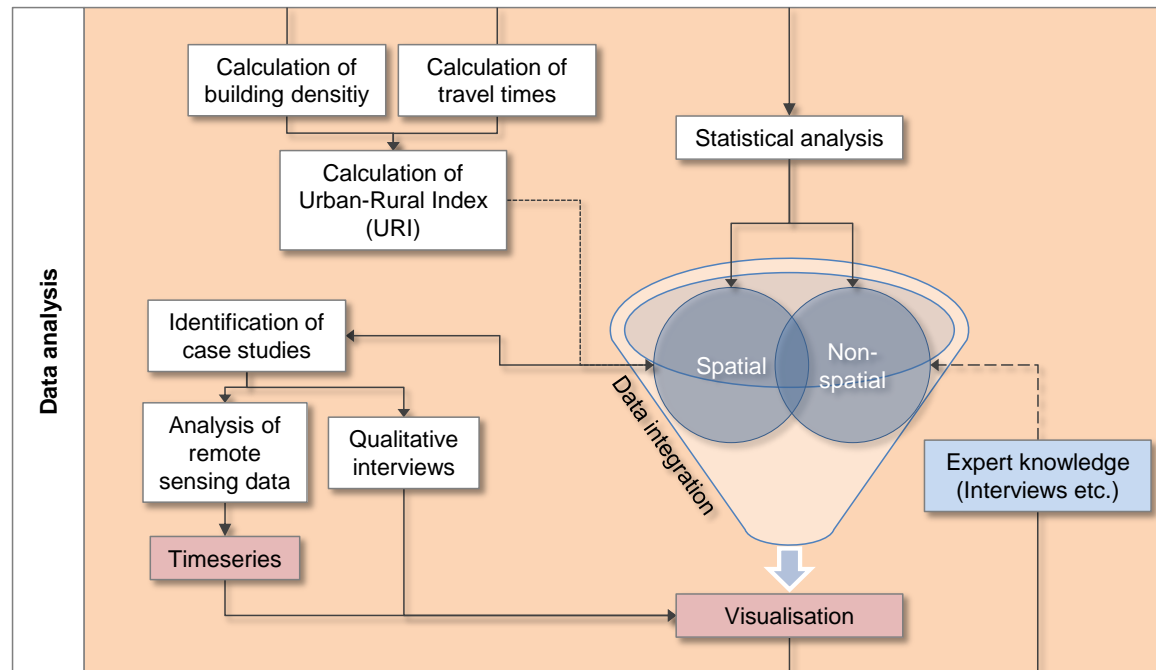 Data analysis
Calculation of
building densitiy
Calculation of
travel times
Statistical analysis
Calculation of
Urban-Rural Index
(URI)
Identification of
case studies
Spatial
Non-
spatial
Data integration
Analysis of
remote
sensing data
Qualitative
interviews
Expert knowledge
(Interviews etc.)
Timeseries
Visualisation